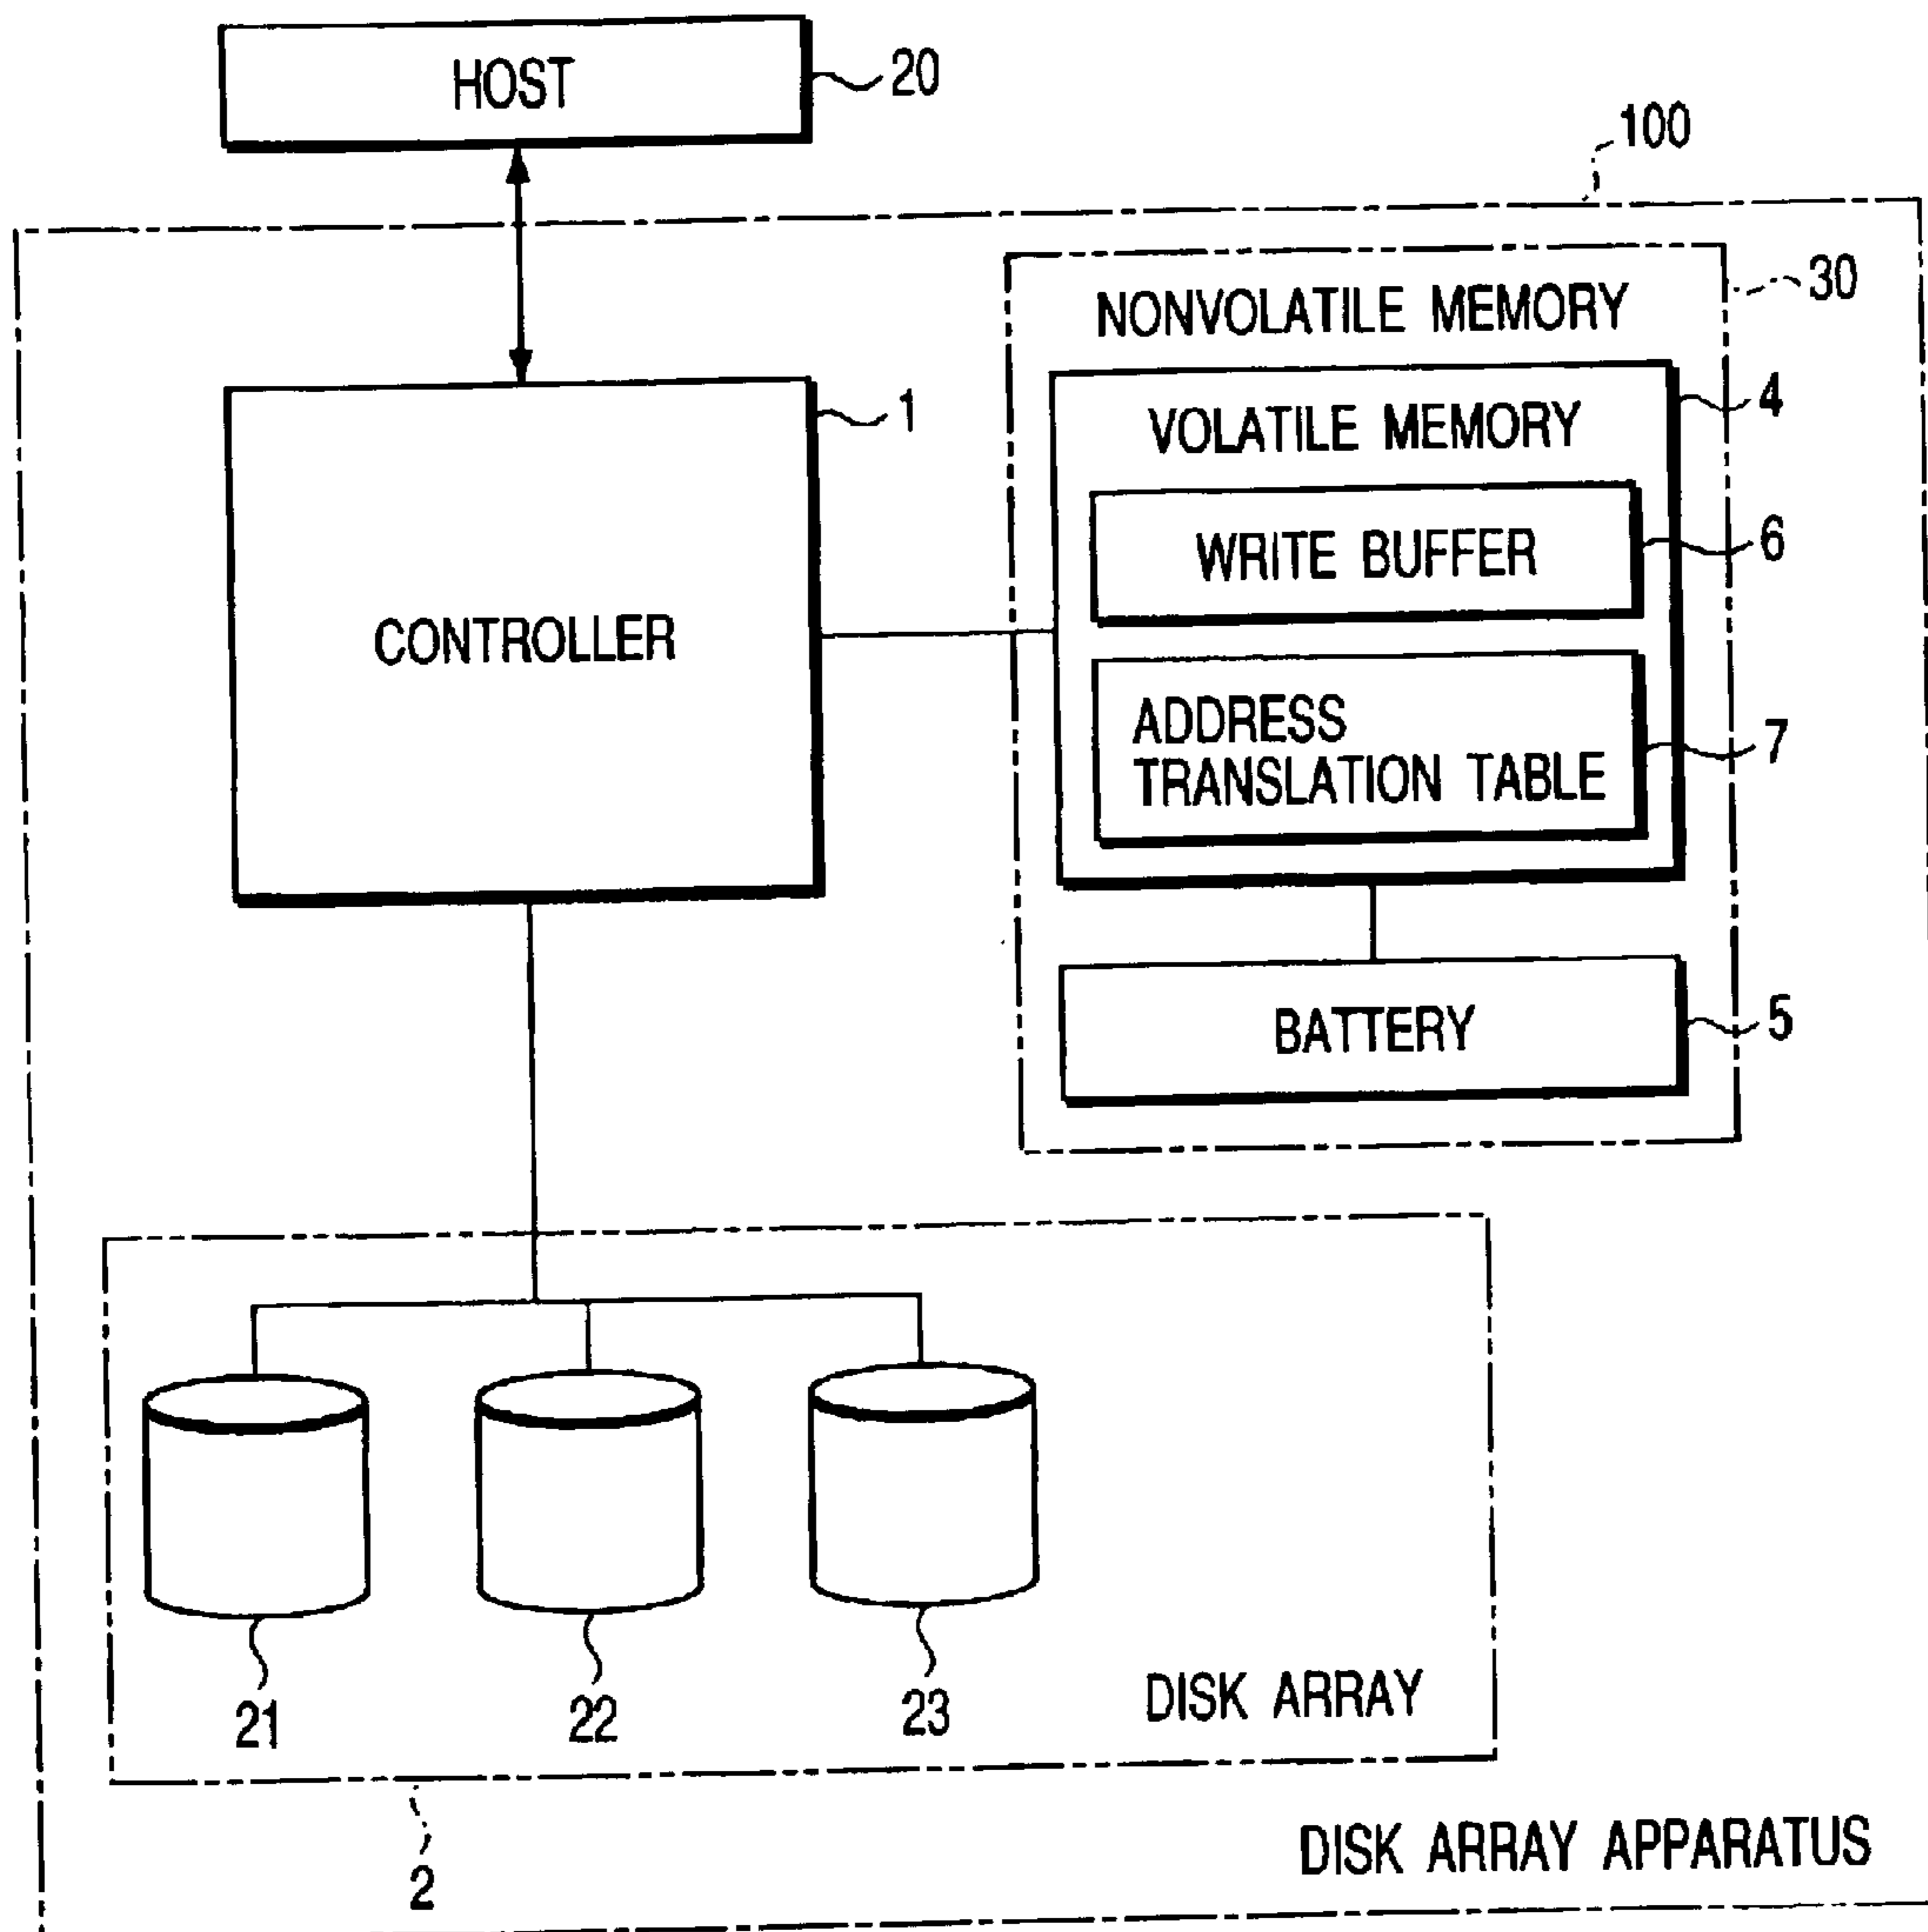 HOST
20
100
NONVOLATILE MEMORY
30
1
VOLATILE MEMORY
4
WRITE BUFFER
6
CONTROLLER
ADDRESS
TRANSLATION TABLE
7
BATTERY
5
21
22
23
DISK ARRAY
2
DISK ARRAY APPARATUS